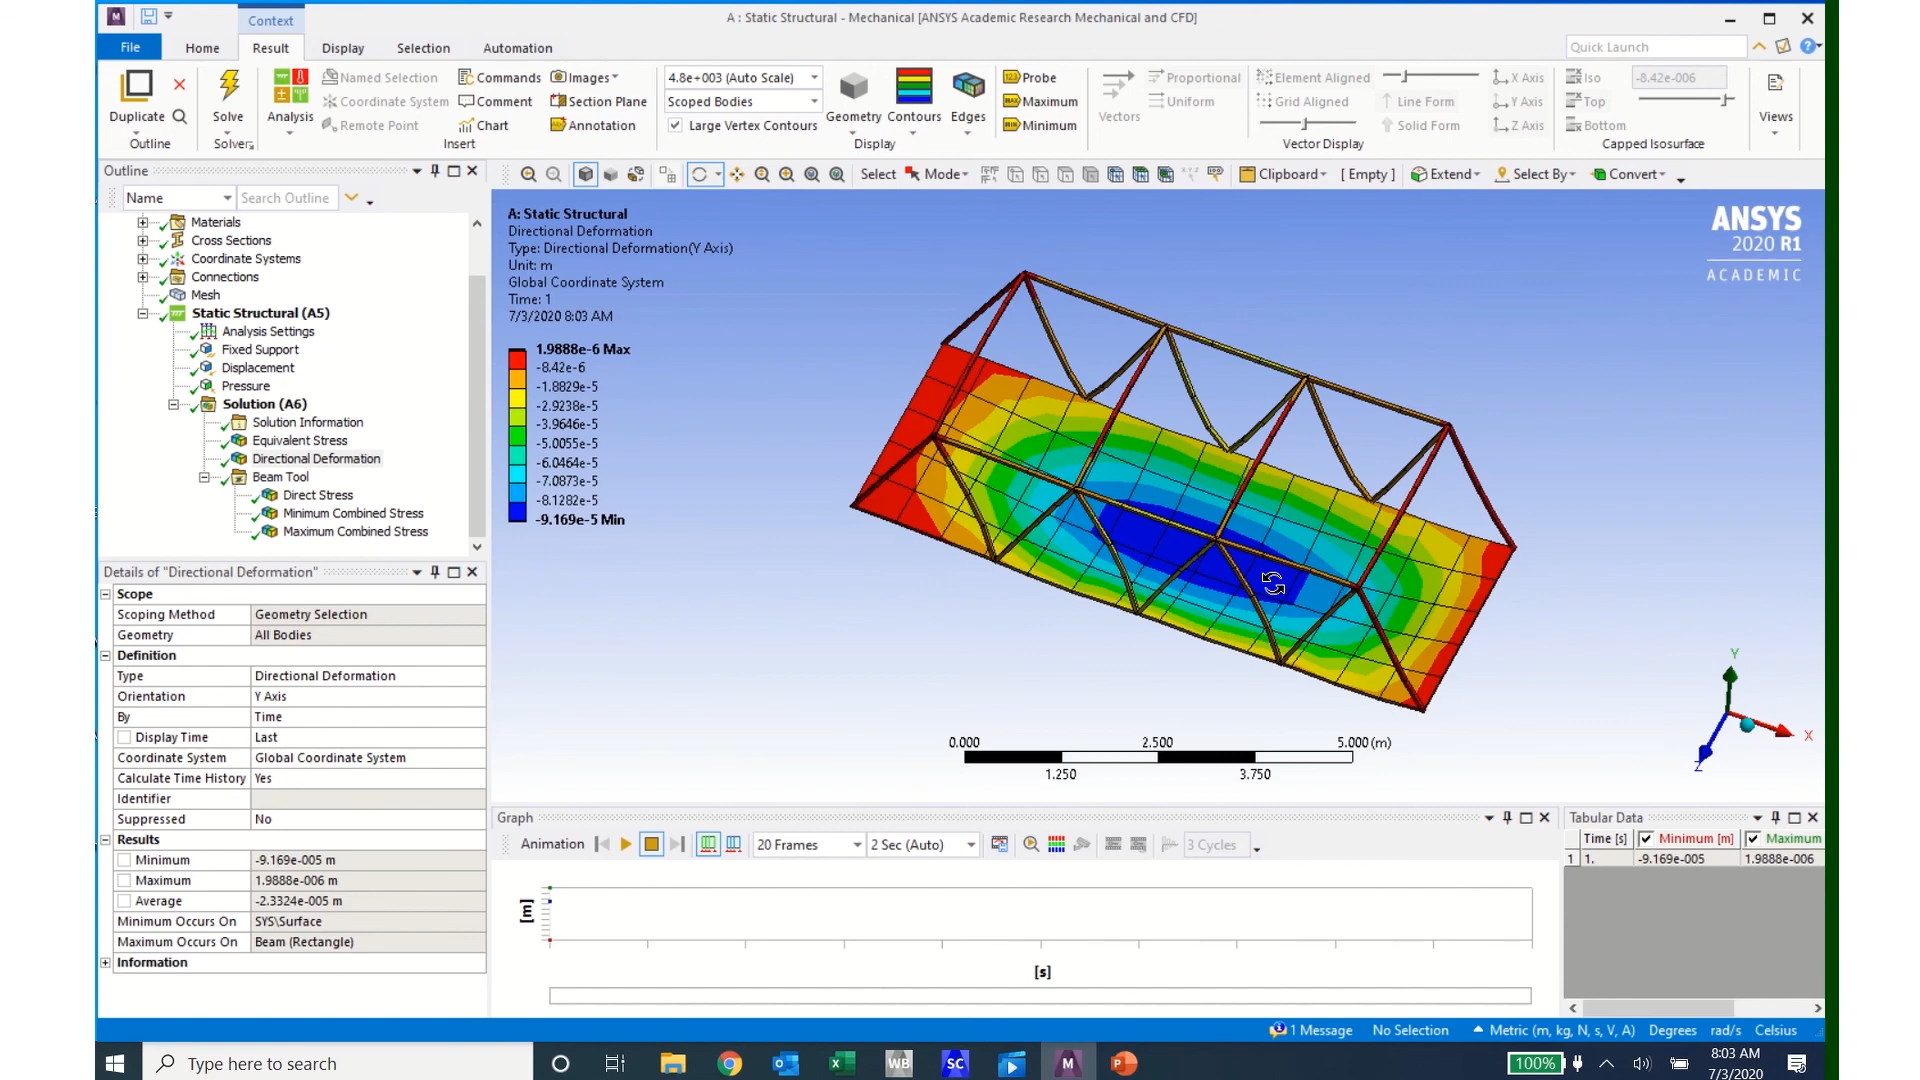 Context
A : Static Structural - Mechanical [ANSYS Academic Research Mechanical and CFD]
File Home Result Display Selection Automation
Quick Launch
Duplicate
Outline
Solve
Solver
Analysis
Named Selection
Coordinate System
Remote Point
Commands
Comment
Chart
Images
Section Plane
Annotation
Insert
4.8e+003 (Auto Scale)
Scoped Bodies
Large Vertex Contours
Geometry
Contours
Edges
Display
Probe
Maximum
Minimum
Vectors
Proportional
Uniform
Element Aligned
Grid Aligned
Line Form
Solid Form
X Axis
Y Axis
Z Axis
Vector Display
Iso
Top
Bottom
-8.42e-006
Capped Isosurface
Views
Outline
Name
Search Outline
Select Mode
Clipboard [ Empty ] Extend Select By Convert
Materials
Cross Sections
Coordinate Systems
Connections
Mesh
Static Structural (A5)
Analysis Settings
Fixed Support
Displacement
Pressure
Solution (A6)
Solution Information
Equivalent Stress
Directional Deformation
Beam Tool
Direct Stress
Minimum Combined Stress
Maximum Combined Stress
Details of "Directional Deformation"
Scope
Scoping Method Geometry Selection
Geometry All Bodies
Definition
Type Directional Deformation
Orientation Y Axis
By Time
Display Time Last
Coordinate System Global Coordinate System
Calculate Time History Yes
Identifier
Suppressed No
Results
Minimum -9.169e-005 m
Maximum 1.9888e-006 m
Average -2.3324e-005 m
Minimum Occurs On SYS\Surface
Maximum Occurs On Beam (Rectangle)
Information
A: Static Structural
Directional Deformation
Type: Directional Deformation(Y Axis)
Unit: m
Global Coordinate System
Time: 1
7/3/2020 8:03 AM
1.9888e-6 Max
-8.42e-6
-1.8829e-5
-2.9238e-5
-3.9646e-5
-5.0055e-5
-6.0464e-5
-7.0873e-5
-8.1282e-5
-9.169e-5 Min
ANSYS
2020 R1
ACADEMIC
Y
X
Z
0.000 2.500 5.000 (m)
1.250 3.750
Graph
Animation 20 Frames 2 Sec (Auto) 3 Cycles
[m]
[s]
Tabular Data
Time [s] Minimum [m] Maximum
1 1. -9.169e-005 1.9888e-006
1 Message No Selection Metric (m, kg, N, s, V, A) Degrees rad/s Celsius
Type here to search
WB
SC
M
100%
8:03 AM
7/3/2020